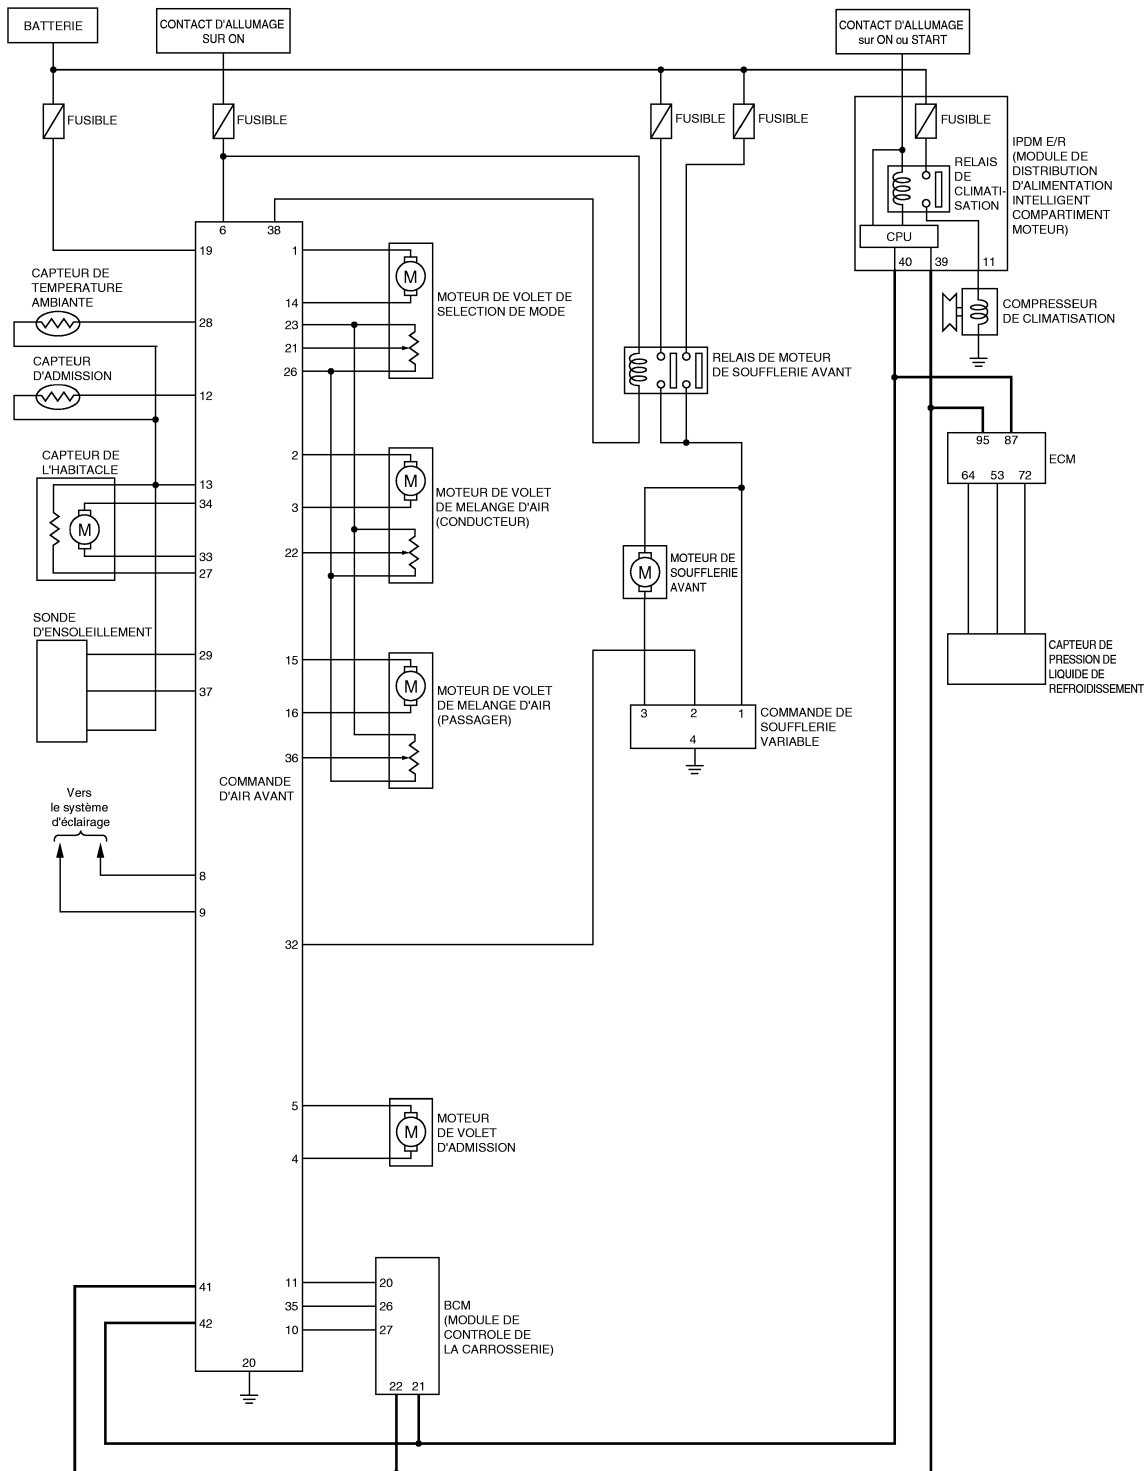 BATTERIE
CONTACT D'ALLUMAGE
SUR ON
CONTACT D'ALLUMAGE
sur ON ou START
FUSIBLE
FUSIBLE
FUSIBLE
FUSIBLE
FUSIBLE
IPDM E/R
(MODULE DE
DISTRIBUTION
D'ALIMENTATION
INTELLIGENT
COMPARTIMENT
MOTEUR)
RELAIS
DE
CLIMATI-
SATION
CPU
40 39 11
COMPRESSEUR
DE CLIMATISATION
6 38
19
CAPTEUR DE
TEMPERATURE
AMBIANTE
28
CAPTEUR
D'ADMISSION
12
CAPTEUR DE
L'HABITACLE
M
13
34
33
27
SONDE
D'ENSOLEILLEMENT
29
37
Vers
le système
d'éclairage
8
9
41
42
20
COMMANDE
D'AIR AVANT
1
14
23
21
26
M
MOTEUR DE VOLET DE
SELECTION DE MODE
2
3
22
M
MOTEUR DE VOLET
DE MELANGE D'AIR
(CONDUCTEUR)
15
16
36
M
MOTEUR DE VOLET
DE MELANGE D'AIR
(PASSAGER)
32
5
4
M
MOTEUR
DE VOLET
D'ADMISSION
11 20
35 26
10 27
22 21
BCM
(MODULE DE
CONTROLE DE
LA CARROSSERIE)
RELAIS DE MOTEUR
DE SOUFFLERIE AVANT
M
MOTEUR DE
SOUFFLERIE
AVANT
3 2 1
4
COMMANDE DE
SOUFFLERIE
VARIABLE
95 87
ECM
64 53 72
CAPTEUR DE
PRESSION DE
LIQUIDE DE
REFROIDISSEMENT